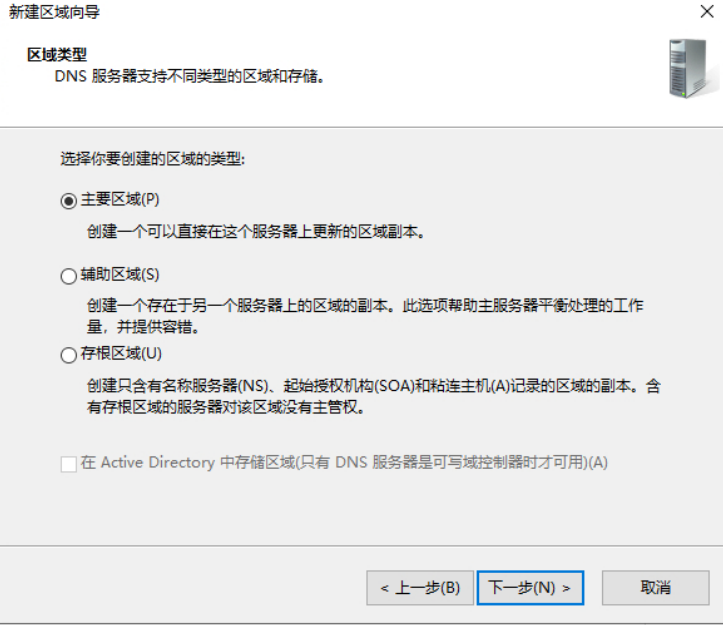 新建区域向导
区域类型
DNS 服务器支持不同类型的区域和存储。
选择你要创建的区域的类型:
主要区域(P)
创建一个可以直接在这个服务器上更新的区域副本。
辅助区域(S)
创建一个存在于另一个服务器上的区域的副本。此选项帮助主服务器平衡处理的工作
量，并提供容错。
存根区域(U)
创建只含有名称服务器(NS)、起始授权机构(SOA)和粘连主机(A)记录的区域的副本。含
有存根区域的服务器对该区域没有主管权。
在 Active Directory 中存储区域(只有 DNS 服务器是可写域控制器时才可用)(A)
< 上一步(B) 下一步(N) > 取消